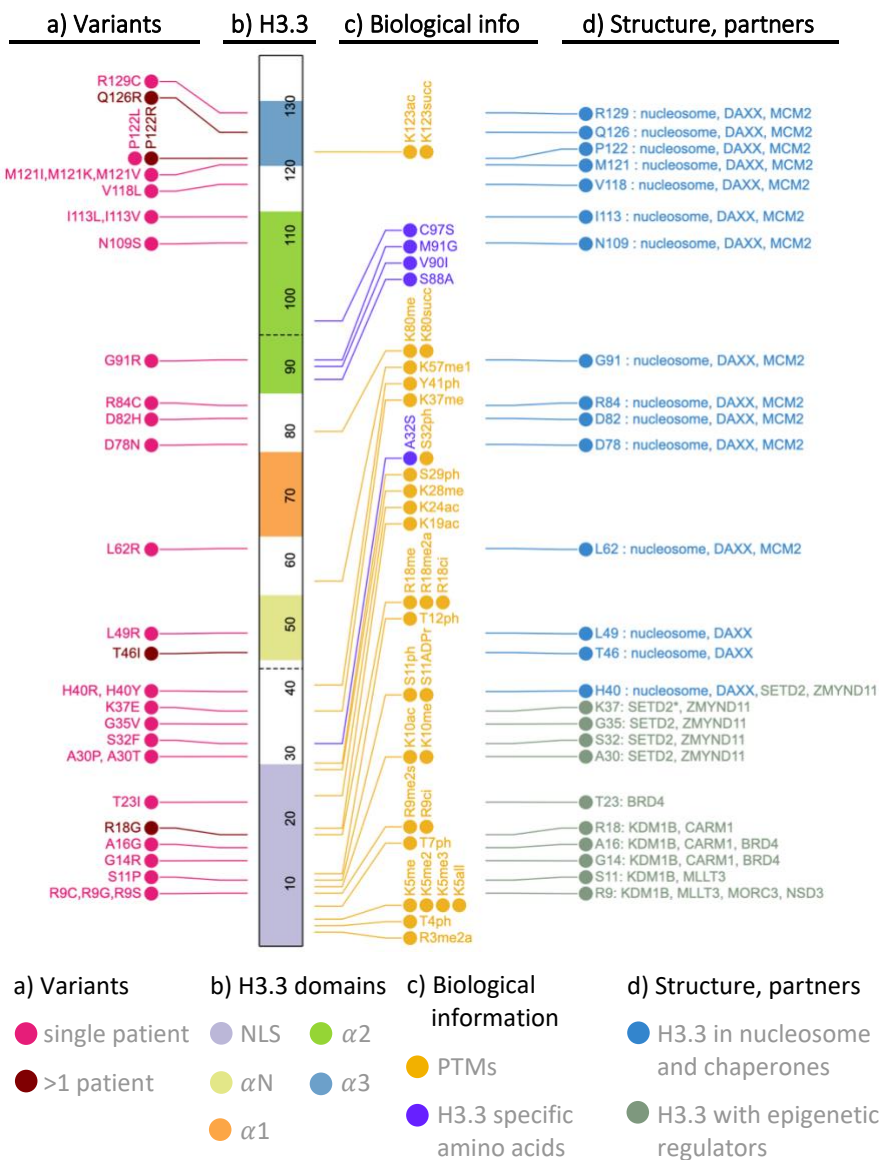 a) Variants
b) H3.3
c) Biological info
d) Structure, partners
R129C
Q126R
P122L
P122R
M121I,M121K,M121V
V118L
I113L,I113V
N109S
G91R
R84C
D82H
D78N
L62R
L49R
T46I
H40R, H40Y
K37E
G35V
S32F
A30P, A30T
T23I
R18G
A16G
G14R
S11P
R9C,R9G,R9S
130
120
110
100
90
80
70
60
50
40
30
20
10
K123ac
K123succ
C97S
M91G
V90I
S88A
K80me
K80succ
K57me1
Y41ph
K37me
A32S
S32ph
S29ph
K28me
K24ac
K19ac
R18me
R18me2a
R18ci
T12ph
S11ph
S11ADPr
K10ac
K10me
R9me2s
R9ci
T7ph
K5me
K5me2
K5me3
K5all
T4ph
R3me2a
R129 : nucleosome, DAXX, MCM2
Q126 : nucleosome, DAXX, MCM2
P122 : nucleosome, DAXX, MCM2
M121 : nucleosome, DAXX, MCM2
V118 : nucleosome, DAXX, MCM2
I113 : nucleosome, DAXX, MCM2
N109 : nucleosome, DAXX, MCM2
G91 : nucleosome, DAXX, MCM2
R84 : nucleosome, DAXX, MCM2
D82 : nucleosome, DAXX, MCM2
D78 : nucleosome, DAXX, MCM2
L62 : nucleosome, DAXX, MCM2
L49 : nucleosome, DAXX
T46 : nucleosome, DAXX
H40 : nucleosome, DAXX,SETD2, ZMYND11
K37: SETD2*, ZMYND11
G35: SETD2, ZMYND11
S32: SETD2, ZMYND11
A30: SETD2, ZMYND11
T23: BRD4
R18: KDM1B, CARM1
A16: KDM1B, CARM1, BRD4
G14: KDM1B, CARM1, BRD4
S11: KDM1B, MLLT3
R9: KDM1B, MLLT3, MORC3, NSD3
a) Variants
single patient
>1 patient
b) H3.3 domains
NLS
α2
αN
α3
α1
c) Biological
information
PTMs
H3.3 specific
amino acids
d) Structure, partners
H3.3 in nucleosome
and chaperones
H3.3 with epigenetic
regulators